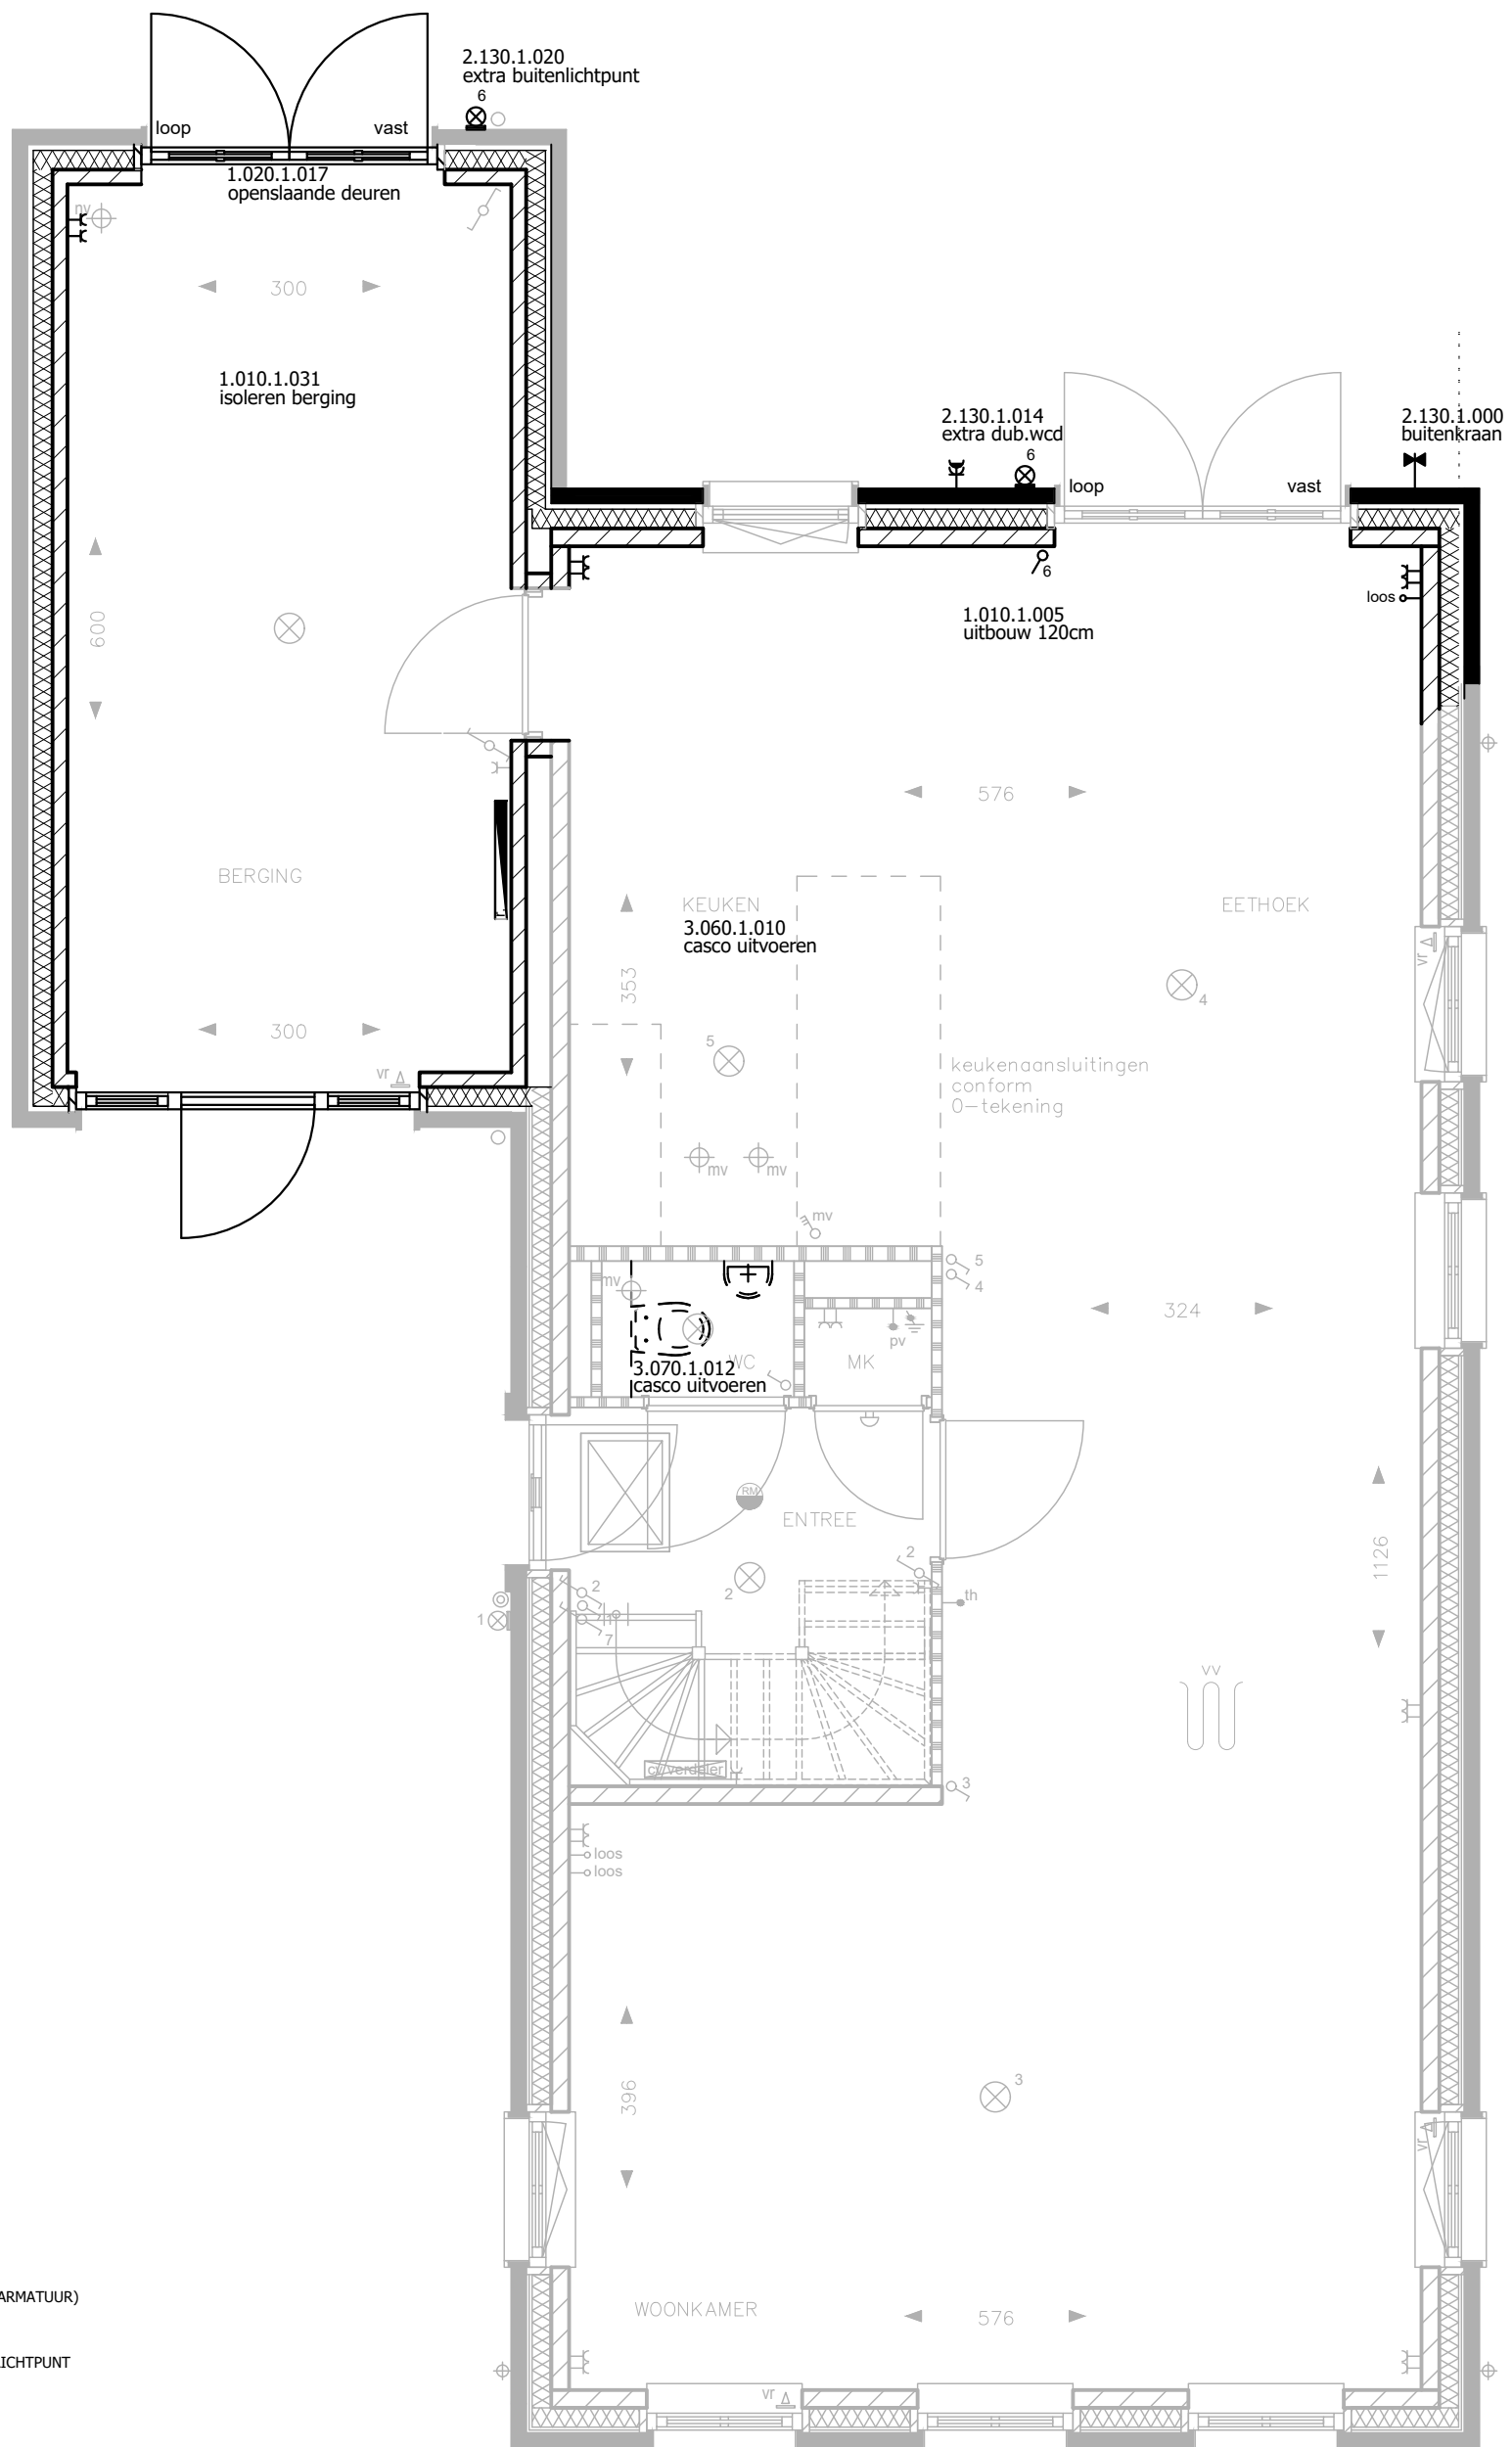 2.130.1.020
extra buitenlichtpunt
6
loop
vast
1.020.1.017
openslaande deuren
nv
300
1.010.1.031
isoleren berging
2.130.1.014
extra dub.wcd
6
2.130.1.000
buitenkraan
loop
vast
6
loos
1.010.1.005
uitbouw 120cm
600
576
BERGING
KEUKEN
EETHOEK
3.060.1.010
casco uitvoeren
vr
353
4
300
5
keukenaansluitingen
conform
0-tekening
vr
mv
mv
mv
5
4
mv
324
pv
WC
MK
3.070.1.012
casco uitvoeren
RM
ENTREE
1126
2
2
2
th
1
1
7
vv
cv verdeler
3
loos
loos
396
3
vr
ARMATUUR)
WOONKAMER
576
ICHTPUNT
vr